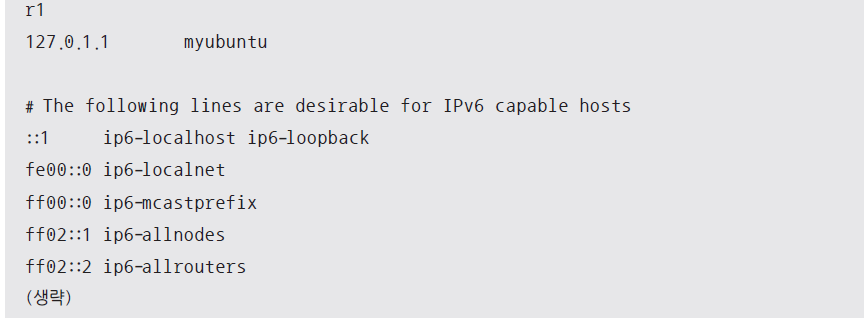 r1
127.0.1.1 myubuntu
# The following lines are desirable for IPv6 capable hosts
::1 ip6-localhost ip6-loopback
fe00::0 ip6-localnet
ff00::0 ip6-mcastprefix
ff02::1 ip6-allnodes
ff02::2 ip6-allrouters
(생략)